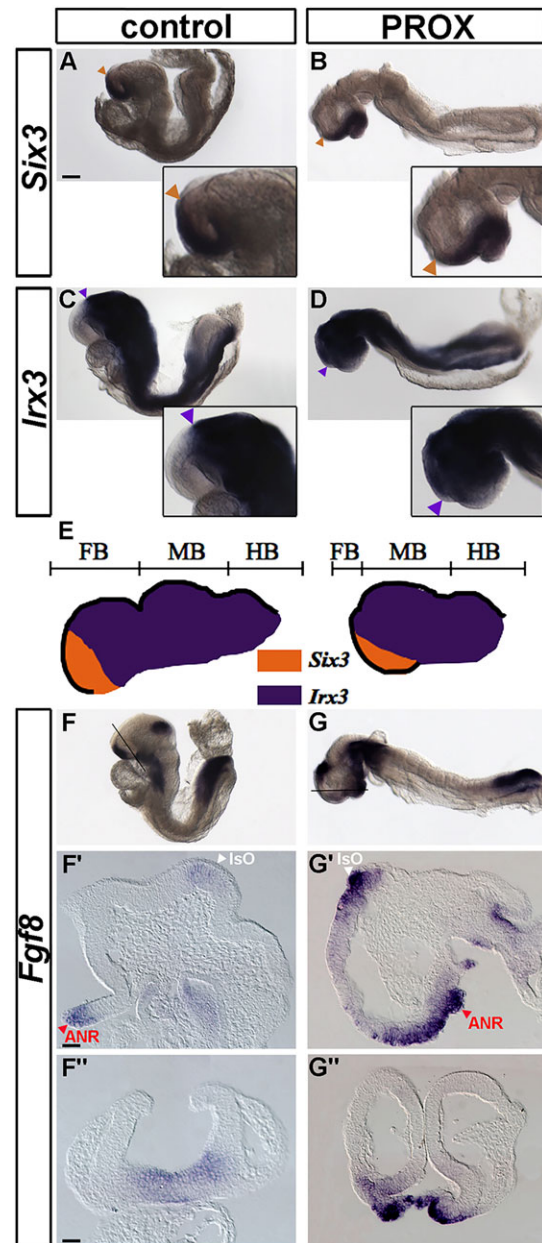 control
PROX
Six3
A
B
Irx3
C
D
E
FB MB HB
FB MB HB
Six3
Irx3
Fgf8
F
G
F'
IsO
ANR
G'
IsO
ANR
F"
G"